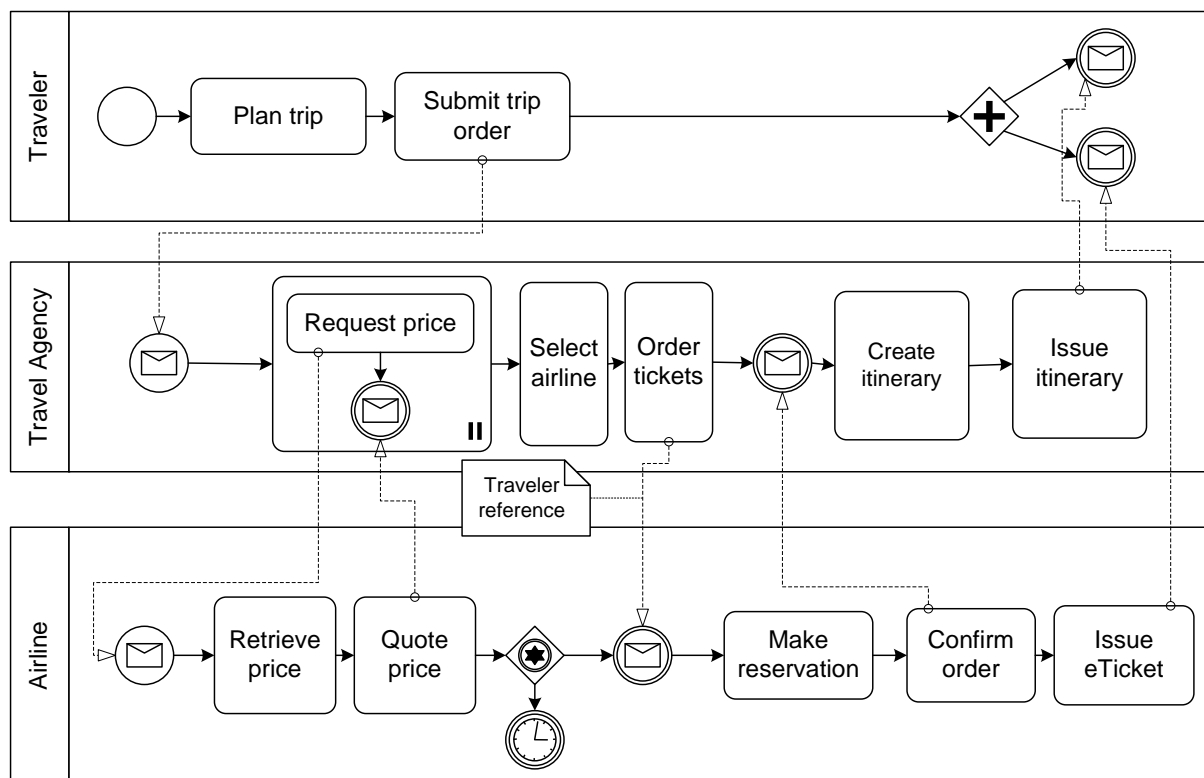 Traveler
Plan trip
Submit trip
order
Travel Agency
Request price
Select
airline
Order
tickets
Create
itinerary
Issue
itinerary
Traveler
reference
Airline
Retrieve
price
Quote
price
Make
reservation
Confirm
order
Issue
eTicket